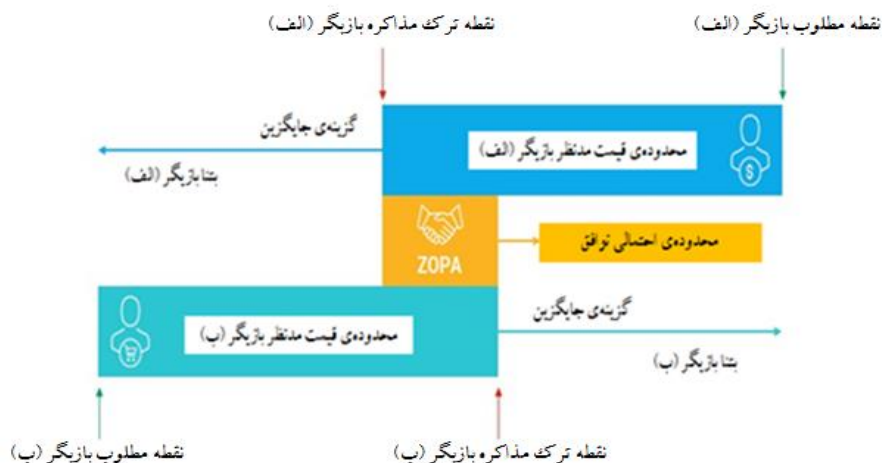 نقطه مطلوب بازیگر (الف)
نقطه ترک مذاکره بازیگر (الف)
محدوده‌ی قیمت مدنظر بازیگر (الف)
$
گزینه‌ی جایگزین
بتنا بازیگر (الف)
ZOPA
محدوده‌ی احتمالی توافق
محدوده‌ی قیمت مدنظر بازیگر (ب)
گزینه‌ی جایگزین
بتنا بازیگر (ب)
نقطه ترک مذاکره بازیگر (ب)
نقطه مطلوب بازیگر (ب)